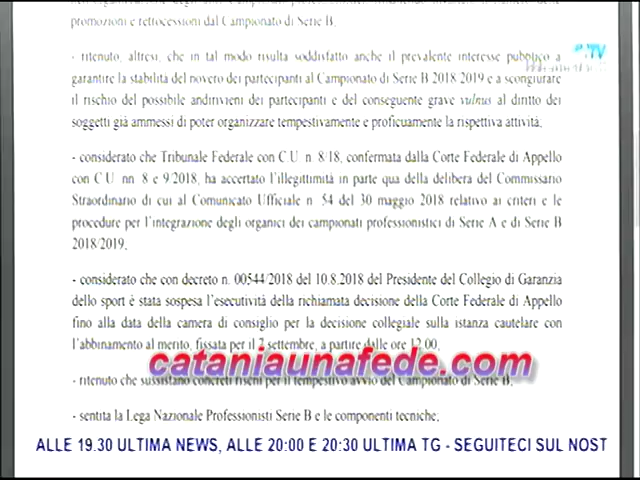 promozioni e retrocessioni dal Campionato di Serie B,
- ritenuto, altresì, che in tal modo risulta soddisfatto anche il prevalente interesse pubblico a
garantire la stabilità del novero dei partecipanti al Campionato di Serie B 2018/2019 e a scongiurare
il rischio del possibile andirivieni dei partecipanti e del conseguente grave vulnus al diritto dei
soggetti già ammessi di poter organizzare tempestivamente e proficuamente la rispettiva attività;
- considerato che Tribunale Federale con C.U. n. 8/18, confermata dalla Corte Federale di Appello
con C.U. nn. 8 e 9/2018, ha accertato l'illegittimità in parte qua della delibera del Commissario
Straordinario di cui al Comunicato Ufficiale n. 54 del 30 maggio 2018 relativo ai criteri e le
procedure per l'integrazione degli organici dei campionati professionistici di Serie A e di Serie B
2018/2019;
- considerato che con decreto n. 00544/2018 del 10.8.2018 del Presidente del Collegio di Garanzia
dello sport è stata sospesa l'esecutività della richiamata decisione della Corte Federale di Appello
fino alla data della camera di consiglio per la decisione collegiale sulla istanza cautelare con
l'abbinamento al merito, fissata per il 2 settembre, a partire dalle ore 12.00;
cataniaunafede.com
- ritenuto che sussistano concreti rischi per il tempestivo avvio del Campionato di Serie B;
- sentita la Lega Nazionale Professionisti Serie B e le componenti tecniche;
ALLE 19.30 ULTIMA NEWS, ALLE 20:00 E 20:30 ULTIMA TG - SEGUITECI SUL NOST